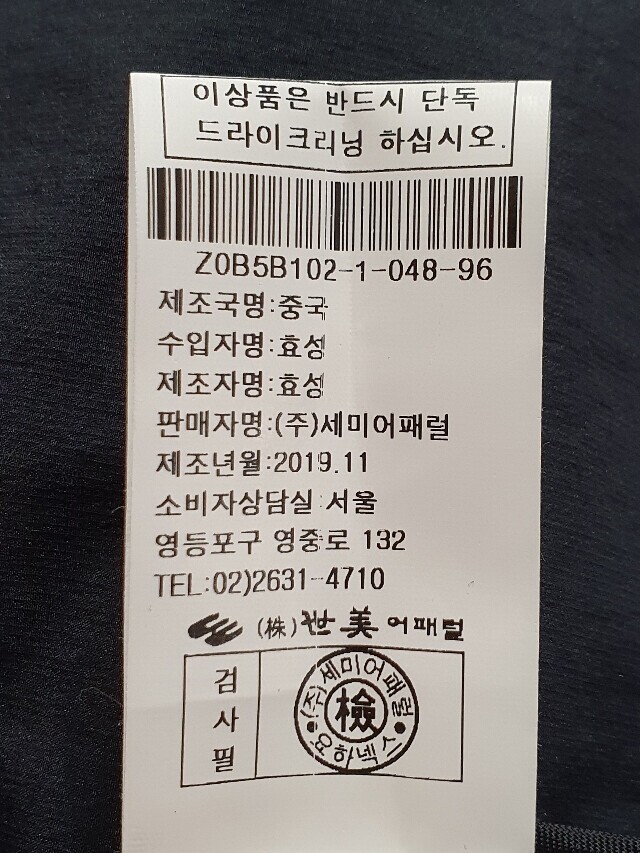 이상품은 반드시 단독
드라이크리닝 하십시오.
Z0B5B102-1-048-96
제조국명:중국
수입자명:효성
제조자명:효성
판매자명:(주)세미어패럴
제조년월:2019.11
소비자상담실:서울
영등포구 영중로 132
TEL:02)2631-4710
(株)世美어패럴
검사필
(주)세미어패럴
檢
요하넥스